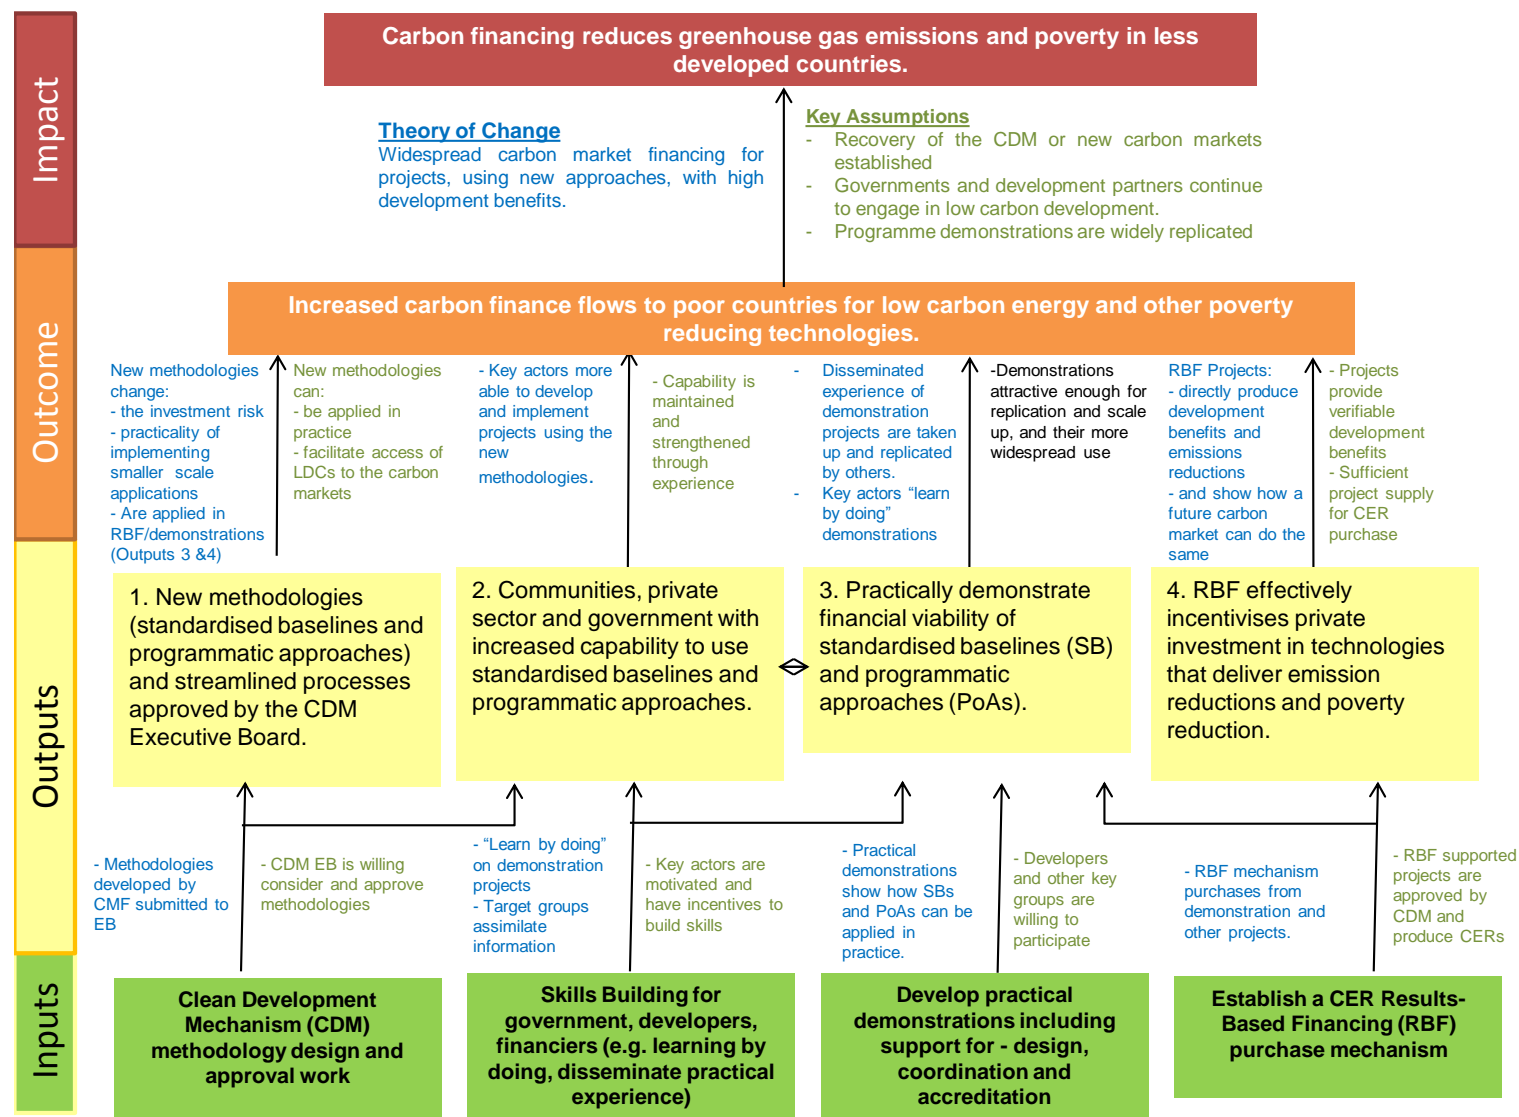 Impact
Carbon financing reduces greenhouse gas emissions and poverty in less
developed countries.
Theory of Change
Widespread carbon market financing for
projects, using new approaches, with high
development benefits.
Key Assumptions
- Recovery of the CDM or new carbon markets
established
- Governments and development partners continue
to engage in low carbon development.
- Programme demonstrations are widely replicated
Outcome
Increased carbon finance flows to poor countries for low carbon energy and other poverty
reducing technologies.
New methodologies
change:
- the investment risk
- practicality of
implementing
smaller scale
applications
- Are applied in
RBF/demonstrations
(Outputs 3 &4)
New methodologies
can:
- be applied in
practice
- facilitate access of
LDCs to the carbon
markets
- Key actors more
able to develop
and implement
projects using the
new
methodologies.
- Capability is
maintained
and
strengthened
through
experience
- Disseminated
experience of
demonstration
projects are taken
up and replicated
by others.
- Key actors “learn
by doing”
demonstrations
-Demonstrations
attractive enough for
replication and scale
up, and their more
widespread use
RBF Projects:
- directly produce
development
benefits and
emissions
reductions
- and show how a
future carbon
market can do the
same
- Projects
provide
verifiable
development
benefits
- Sufficient
project supply
for CER
purchase
Outputs
1. New methodologies
(standardised baselines and
programmatic approaches)
and streamlined processes
approved by the CDM
Executive Board.
2. Communities, private
sector and government with
increased capability to use
standardised baselines and
programmatic approaches.
3. Practically demonstrate
financial viability of
standardised baselines (SB)
and programmatic
approaches (PoAs).
4. RBF effectively
incentivises private
investment in technologies
that deliver emission
reductions and poverty
reduction.
- Methodologies
developed by
CMF submitted to
EB
- CDM EB is willing
consider and approve
methodologies
- “Learn by doing”
on demonstration
projects
- Target groups
assimilate
information
- Key actors are
motivated and
have incentives to
build skills
- Practical
demonstrations
show how SBs
and PoAs can be
applied in
practice.
- Developers
and other key
groups are
willing to
participate
- RBF mechanism
purchases from
demonstration and
other projects.
- RBF supported
projects are
approved by
CDM and
produce CERs
Inputs
Clean Development
Mechanism (CDM)
methodology design and
approval work
Skills Building for
government, developers,
financiers (e.g. learning by
doing, disseminate practical
experience)
Develop practical
demonstrations including
support for - design,
coordination and
accreditation
Establish a CER Results-
Based Financing (RBF)
purchase mechanism